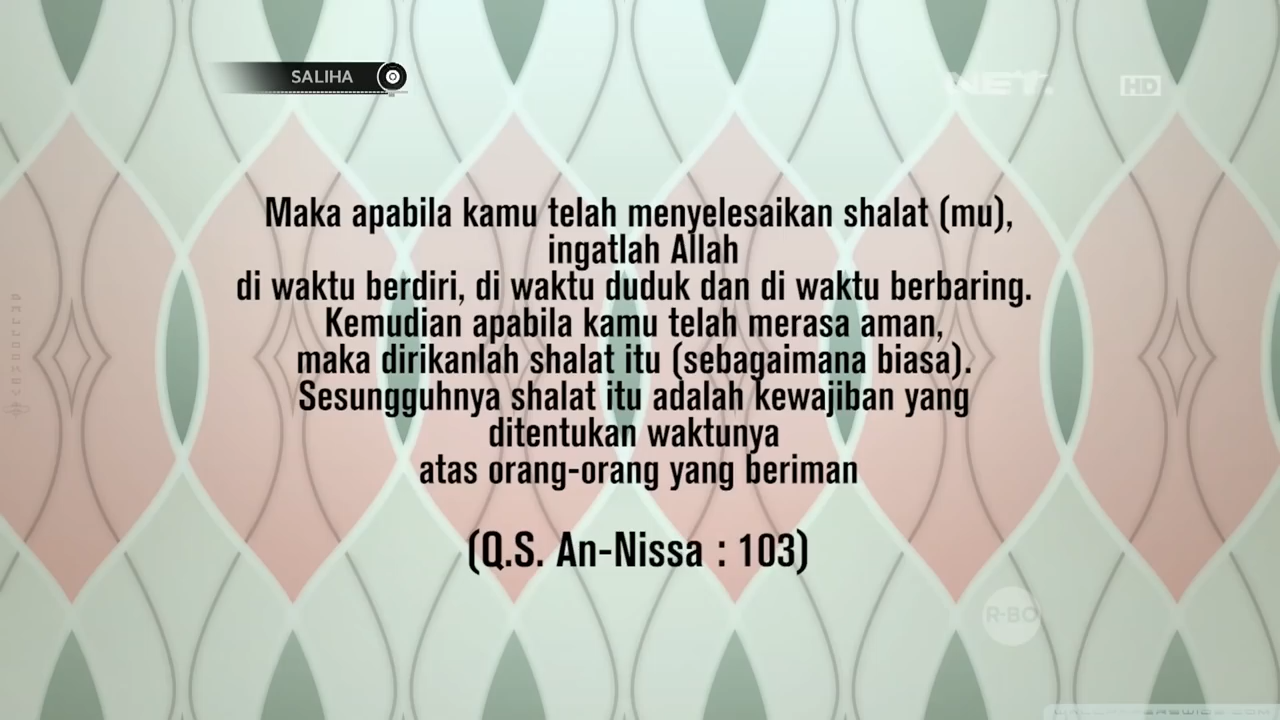 SALIHA
NET.
HD
Maka apabila kamu telah menyelesaikan shalat (mu),
ingatlah Allah
di waktu berdiri, di waktu duduk dan di waktu berbaring.
Kemudian apabila kamu telah merasa aman,
maka dirikanlah shalat itu (sebagaimana biasa).
Sesungguhnya shalat itu adalah kewajiban yang
ditentukan waktunya
atas orang-orang yang beriman
(Q.S. An-Nissa : 103)
R-BO